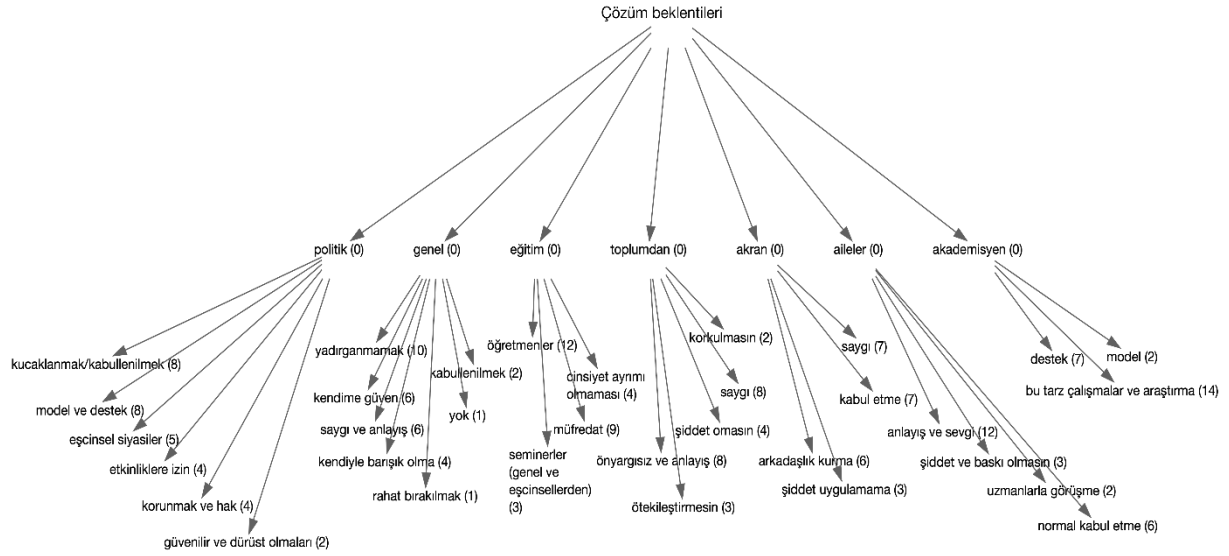 Çözüm beklentileri
politik (0)
genel (0)
eğitim (0)
toplumdan (0)
akran (0)
aileler (0)
akademisyen (0)
kucaklanmak/kabullenilmek (8)
model ve destek (8)
eşcinsel siyasiler (5)
etkinliklere izin (4)
korunmak ve hak (4)
güvenilir ve dürüst olmaları (2)
yadırganmamak (10)
kendime güven (6)
saygı ve anlayış (6)
kendiyle barışık olma (4)
rahat bırakılmak (1)
yok (1)
kabullenilmek (2)
öğretmenler (12)
seminerler
(genel ve
eşcinsellerden)
(3)
müfredat (9)
cinsiyet ayrımı
olmaması (4)
önyargısız ve anlayış (8)
ötekileştirmesin (3)
şiddet omasın (4)
saygı (8)
korkulmasın (2)
arkadaşlık kurma (6)
şiddet uygulamama (3)
kabul etme (7)
saygı (7)
anlayış ve sevgi (12)
şiddet ve baskı olmasın (3)
uzmanlarla görüşme (2)
normal kabul etme (6)
destek (7)
bu tarz çalışmalar ve araştırma (14)
model (2)